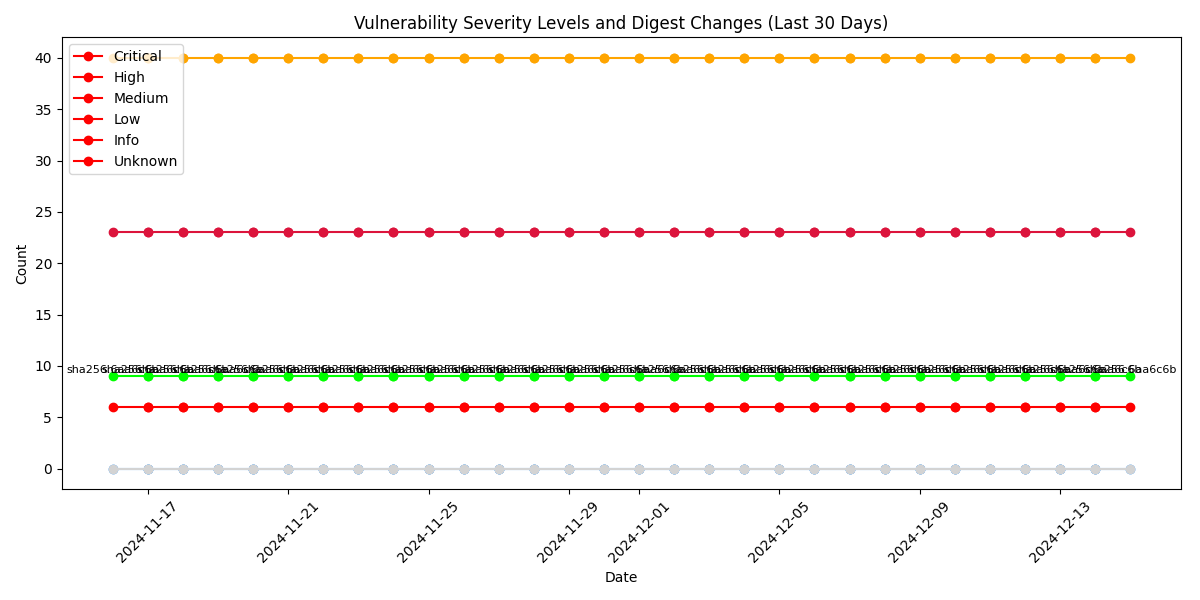 Vulnerability Severity Levels and Digest Changes (Last 30 Days)
Critical
High
Medium
Low
Info
Unknown
40
35
30
25
20
15
10
5
0
Count
2024-11-17
2024-11-21
2024-11-25
2024-11-29
2024-12-01
2024-12-05
2024-12-09
2024-12-13
Date